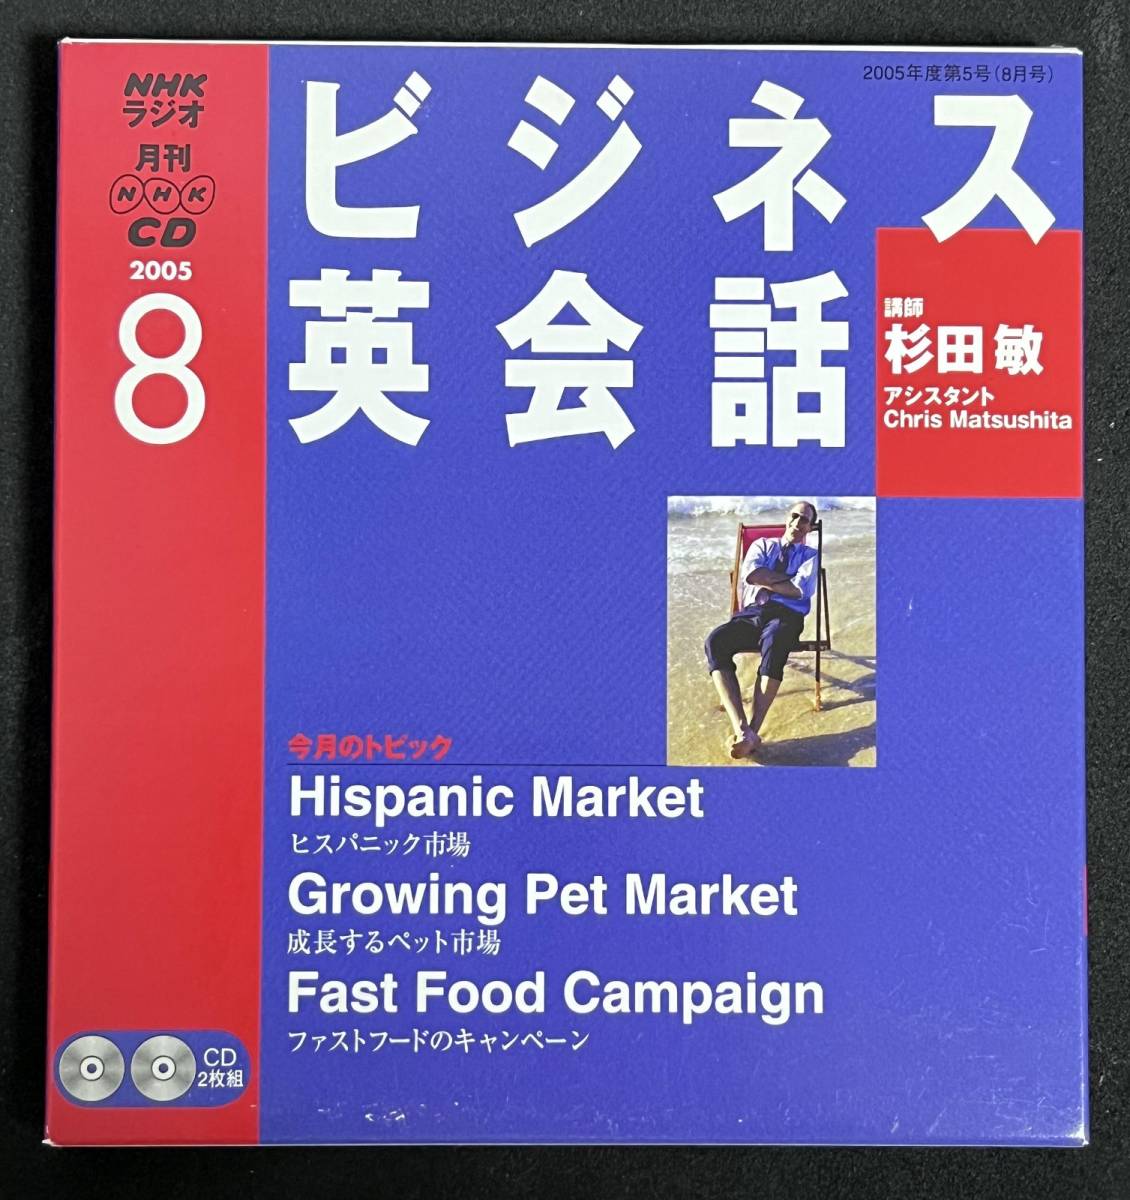 NHK
ラジオ
月刊
NHK
CD
2005
8
2005年度第5号(8月号)
ビジネス
英会話
講師
杉田 敏
アシスタント
Chris Matsushita
今月のトピック
Hispanic Market
ヒスパニック市場
Growing Pet Market
成長するペット市場
Fast Food Campaign
ファストフードのキャンペーン
CD
2枚組